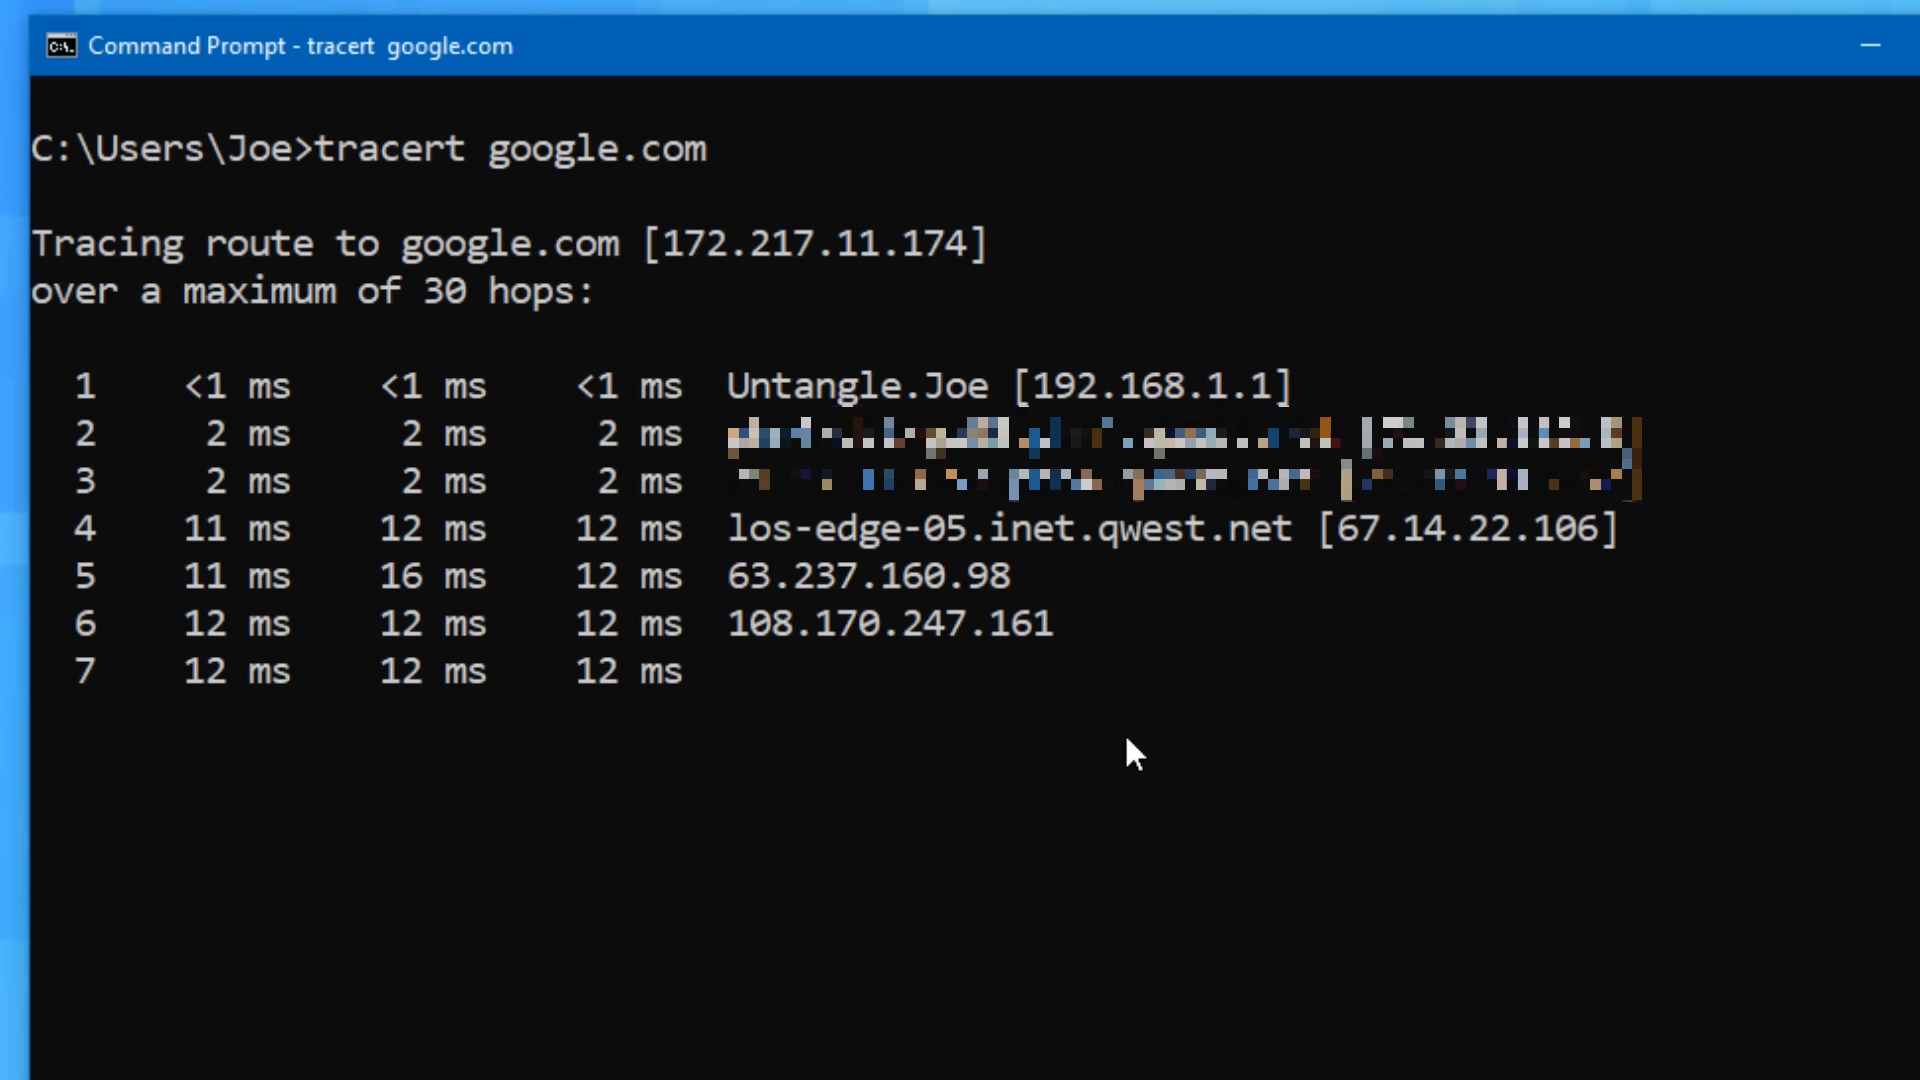 Command Prompt - tracert google.com
C:\Users\Joe>tracert google.com
Tracing route to google.com [172.217.11.174]
over a maximum of 30 hops:
1 <1 ms <1 ms <1 ms Untangle.Joe [192.168.1.1]
2 2 ms 2 ms 2 ms
3 2 ms 2 ms 2 ms
4 11 ms 12 ms 12 ms los-edge-05.inet.qwest.net [67.14.22.106]
5 11 ms 16 ms 12 ms 63.237.160.98
6 12 ms 12 ms 12 ms 108.170.247.161
7 12 ms 12 ms 12 ms